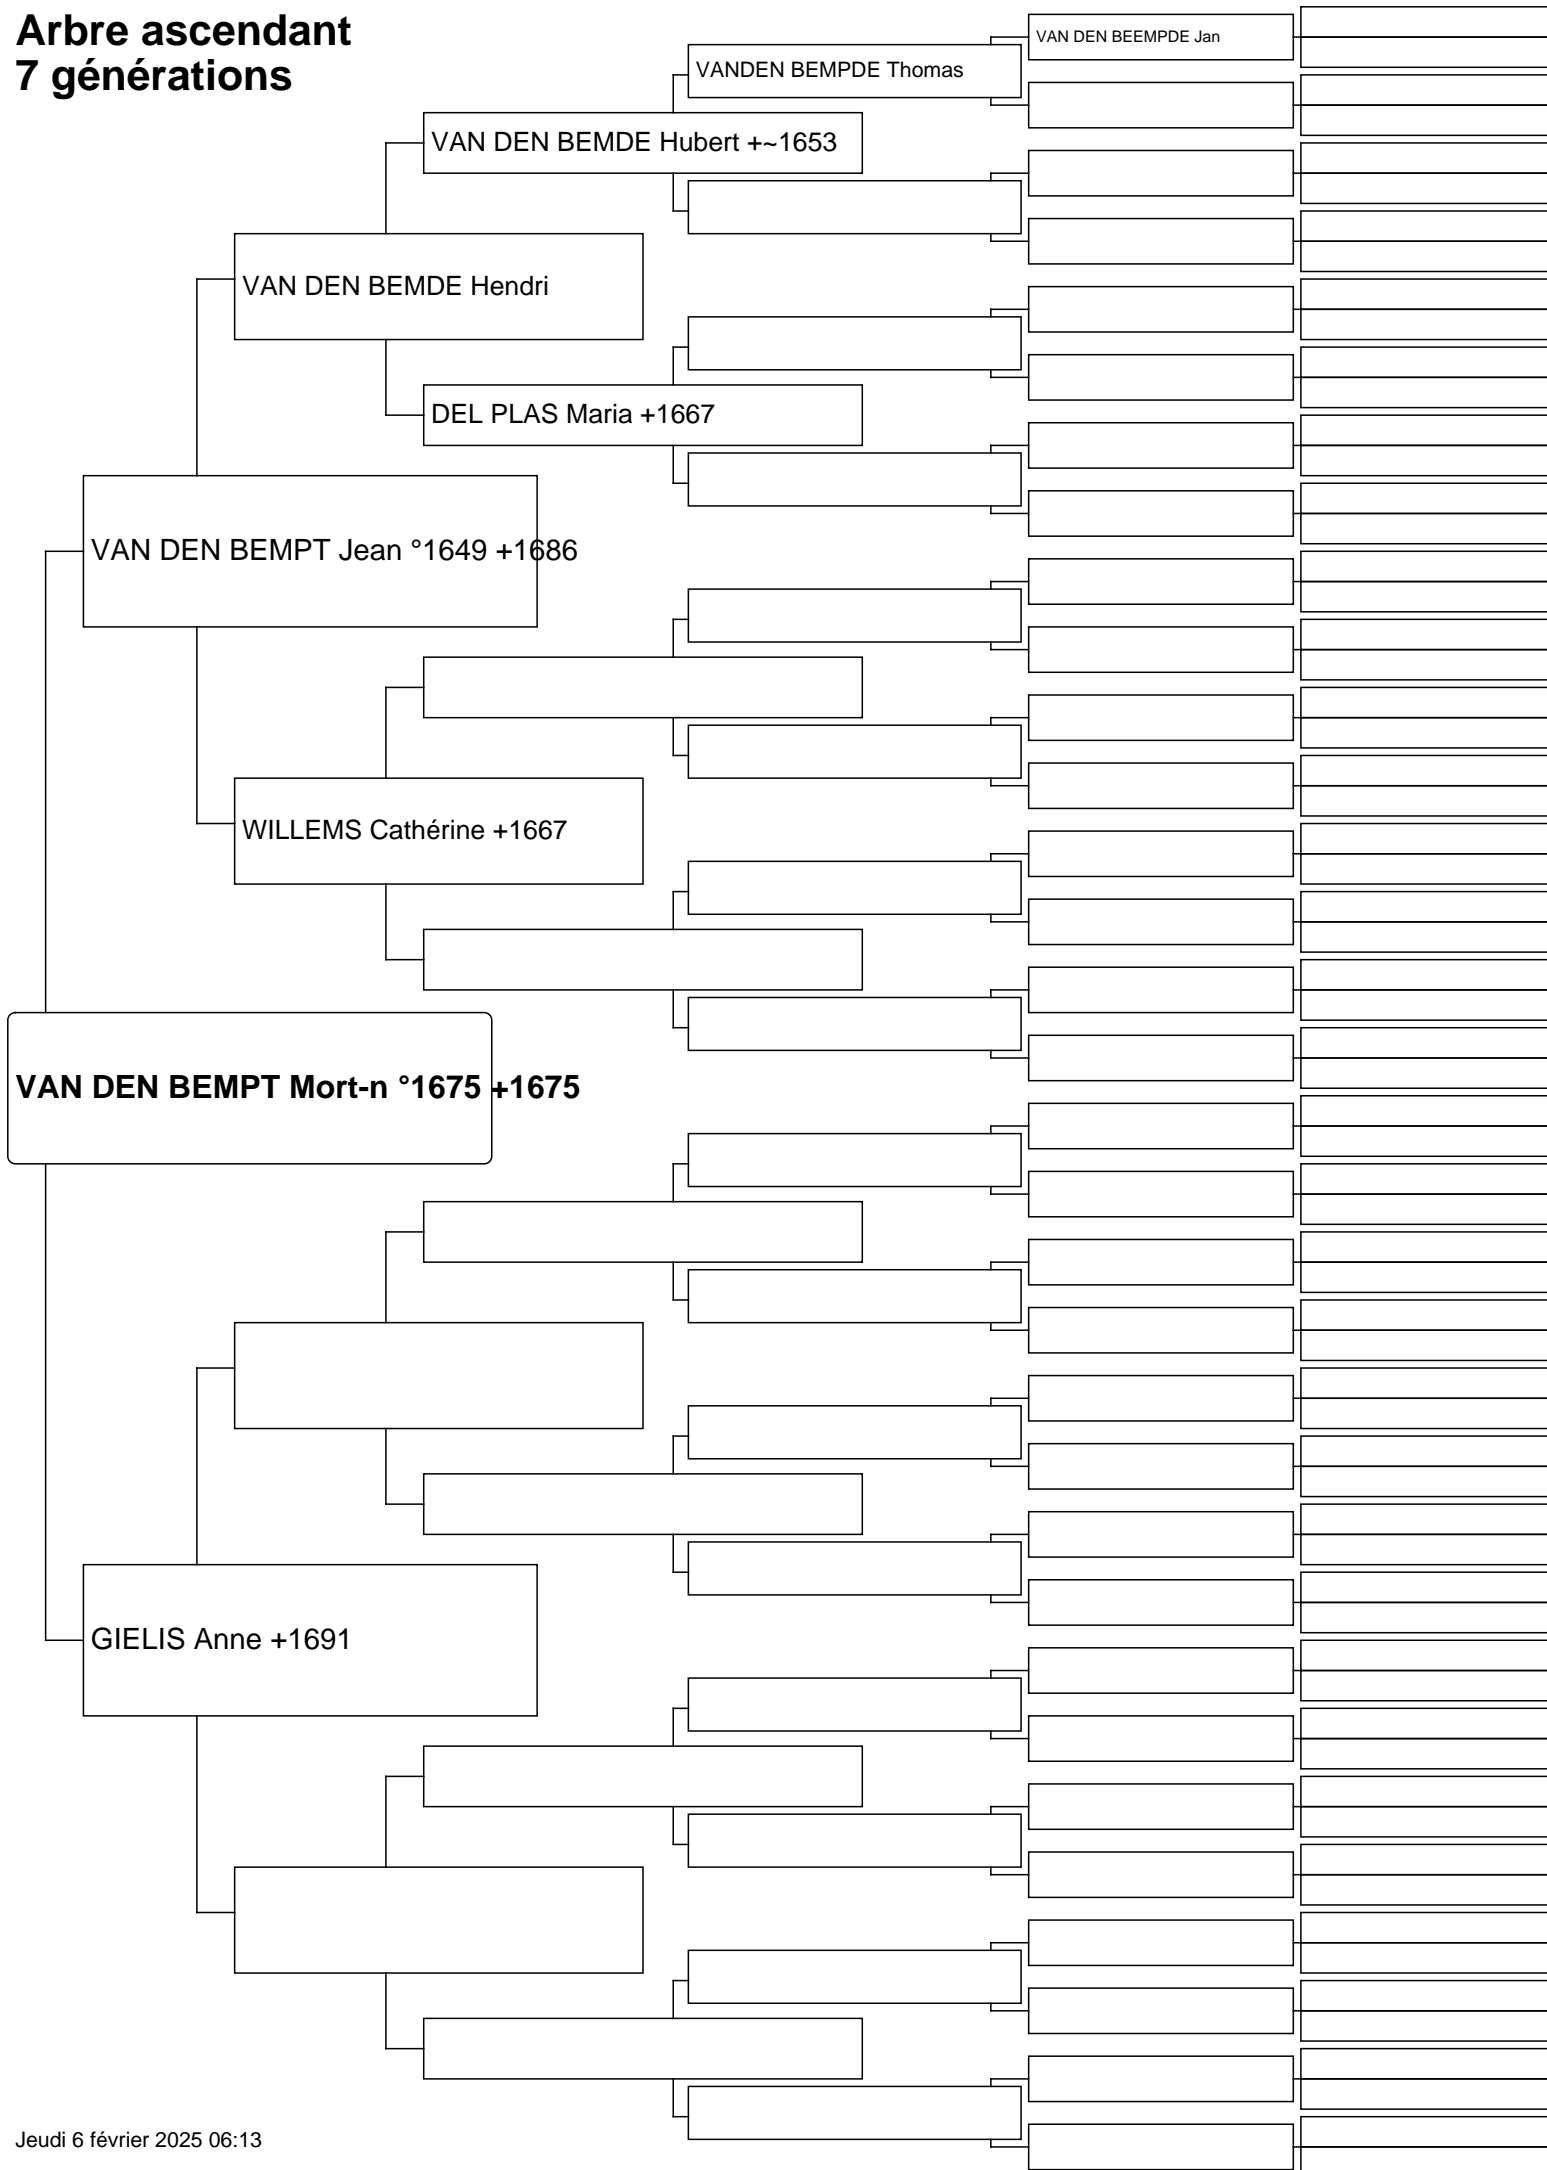 Arbre ascendant
7 générations
VAN DEN BEEMPDE Jan
VANDEN BEMPDE Thomas
VAN DEN BEMDE Hubert +~1653
VAN DEN BEMDE Hendri
DEL PLAS Maria +1667
VAN DEN BEMPT Jean °1649 +1686
WILLEMS Cathérine +1667
VAN DEN BEMPT Mort-n °1675 +1675
GIELIS Anne +1691
Jeudi 6 février 2025 06:13